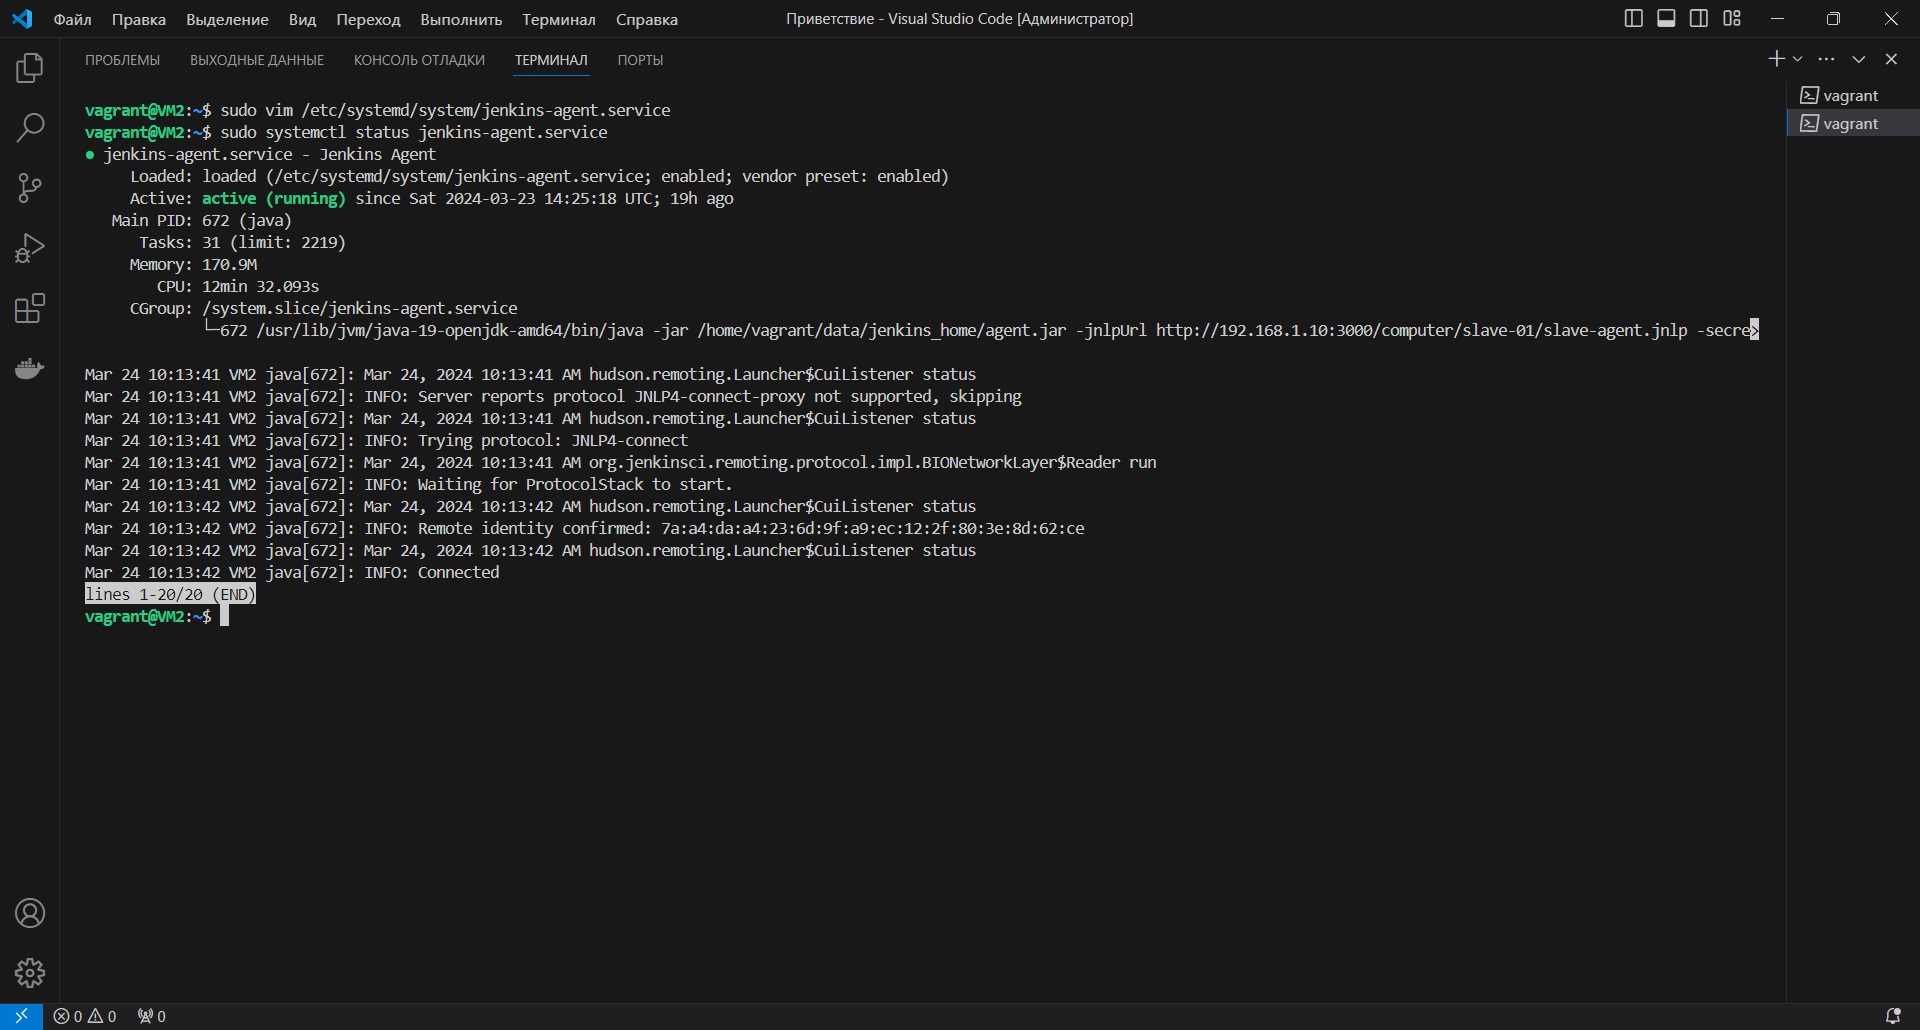 Файл Правка Выделение Вид Переход Выполнить Терминал Справка Приветствие - Visual Studio Code [Администратор]
ПРОБЛЕМЫ ВЫХОДНЫЕ ДАННЫЕ КОНСОЛЬ ОТЛАДКИ ТЕРМИНАЛ ПОРТЫ
vagrant
vagrant
vagrant@VM2:~$ sudo vim /etc/systemd/system/jenkins-agent.service
vagrant@VM2:~$ sudo systemctl status jenkins-agent.service
● jenkins-agent.service - Jenkins Agent
Loaded: loaded (/etc/systemd/system/jenkins-agent.service; enabled; vendor preset: enabled)
Active: active (running) since Sat 2024-03-23 14:25:18 UTC; 19h ago
Main PID: 672 (java)
Tasks: 31 (limit: 2219)
Memory: 170.9M
CPU: 12min 32.093s
CGroup: /system.slice/jenkins-agent.service
└─672 /usr/lib/jvm/java-19-openjdk-amd64/bin/java -jar /home/vagrant/data/jenkins_home/agent.jar -jnlpUrl http://192.168.1.10:3000/computer/slave-01/slave-agent.jnlp -secre>
Mar 24 10:13:41 VM2 java[672]: Mar 24, 2024 10:13:41 AM hudson.remoting.Launcher$CuiListener status
Mar 24 10:13:41 VM2 java[672]: INFO: Server reports protocol JNLP4-connect-proxy not supported, skipping
Mar 24 10:13:41 VM2 java[672]: Mar 24, 2024 10:13:41 AM hudson.remoting.Launcher$CuiListener status
Mar 24 10:13:41 VM2 java[672]: INFO: Trying protocol: JNLP4-connect
Mar 24 10:13:41 VM2 java[672]: Mar 24, 2024 10:13:41 AM org.jenkinsci.remoting.protocol.impl.BIONetworkLayer$Reader run
Mar 24 10:13:41 VM2 java[672]: INFO: Waiting for ProtocolStack to start.
Mar 24 10:13:42 VM2 java[672]: Mar 24, 2024 10:13:42 AM hudson.remoting.Launcher$CuiListener status
Mar 24 10:13:42 VM2 java[672]: INFO: Remote identity confirmed: 7a:a4:da:a4:23:6d:9f:a9:ec:12:2f:80:3e:8d:62:ce
Mar 24 10:13:42 VM2 java[672]: Mar 24, 2024 10:13:42 AM hudson.remoting.Launcher$CuiListener status
Mar 24 10:13:42 VM2 java[672]: INFO: Connected
lines 1-20/20 (END)
vagrant@VM2:~$
0 0 0